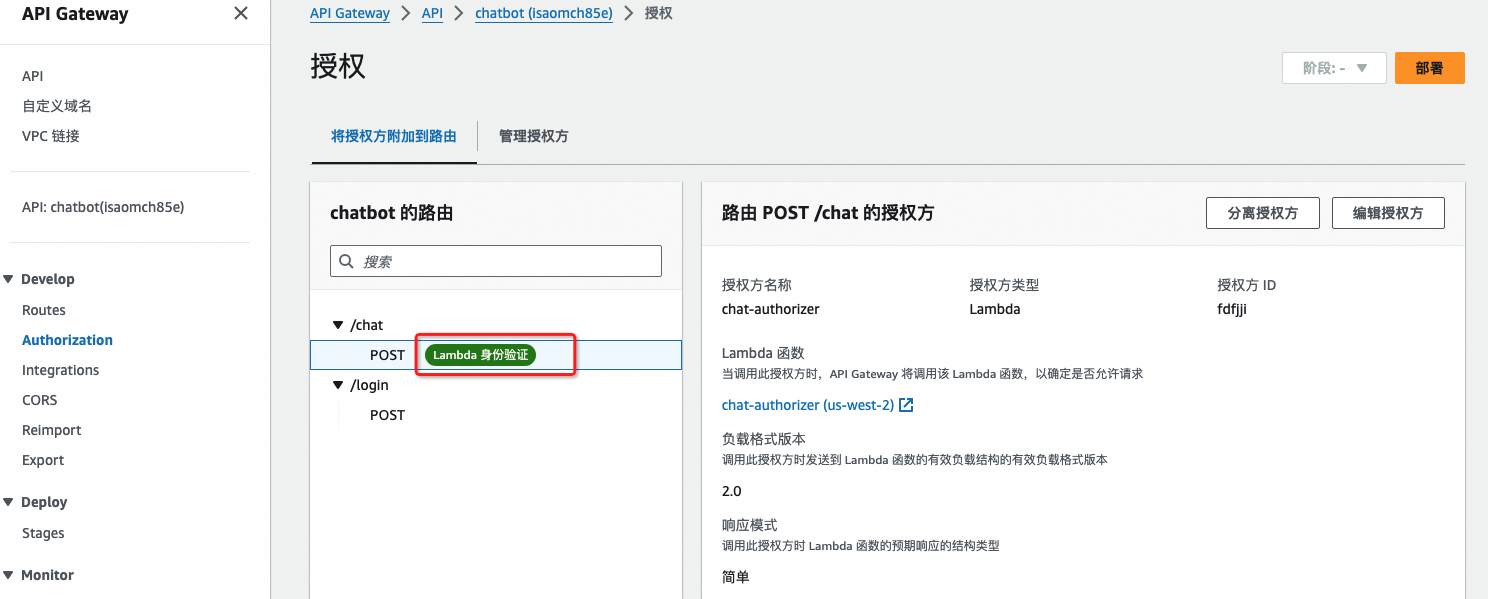 API Gateway
API
自定义域名
VPC 链接
API: chatbot(isaomch85e)
Develop
Routes
Authorization
Integrations
CORS
Reimport
Export
Deploy
Stages
Monitor
API Gateway > API > chatbot (isaomch85e) > 授权
授权
阶段: -
部署
将授权方附加到路由
管理授权方
chatbot 的路由
搜索
/chat
POST Lambda 身份验证
/login
POST
路由 POST /chat 的授权方
分离授权方
编辑授权方
授权方名称
chat-authorizer
授权方类型
Lambda
授权方 ID
fdfjji
Lambda 函数
当调用此授权方时，API Gateway 将调用该 Lambda 函数，以确定是否允许请求
chat-authorizer (us-west-2)
负载格式版本
调用此授权方时发送到 Lambda 函数的有效负载结构的有效负载格式版本
2.0
响应模式
调用此授权方时 Lambda 函数的预期响应的结构类型
简单